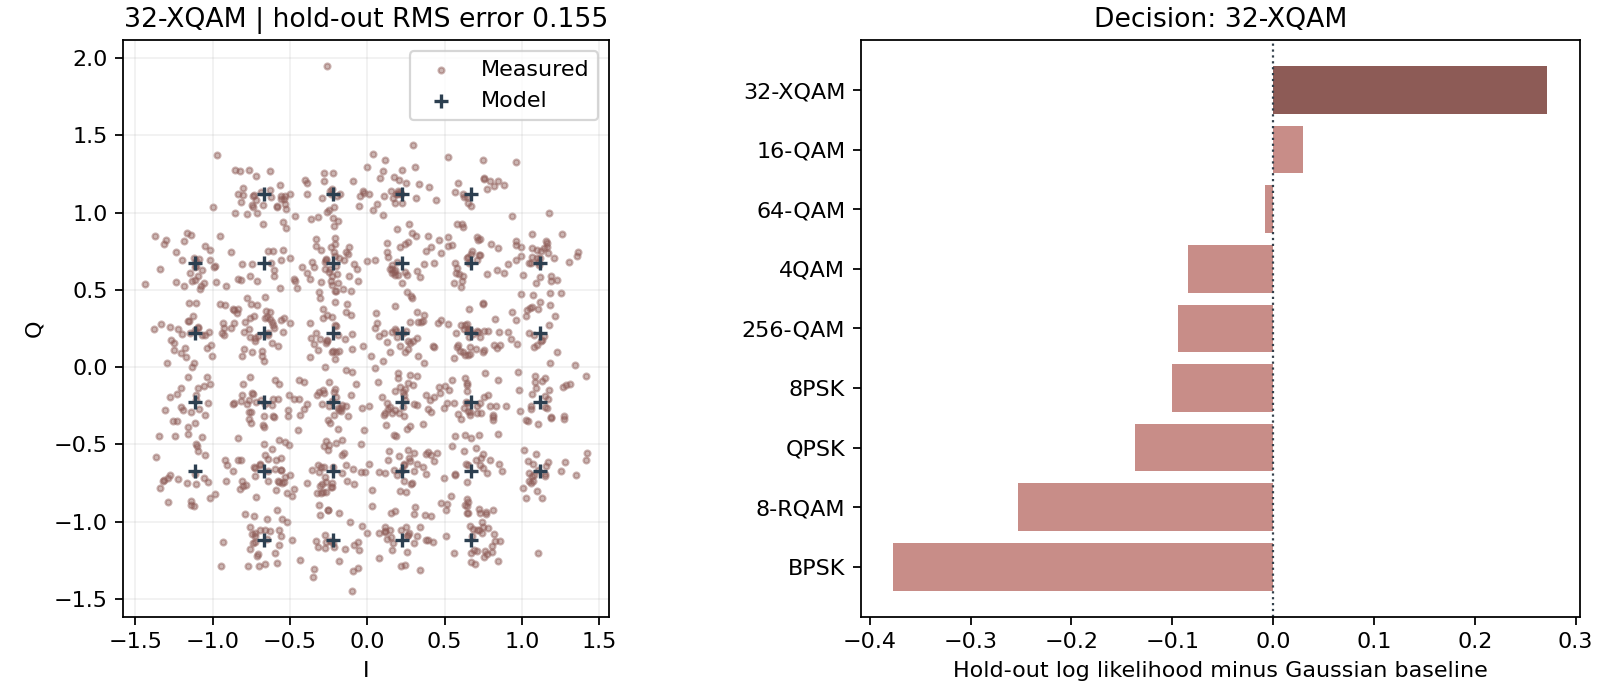 32-XQAM | hold-out RMS error 0.155
Measured
Model
2.0
1.5
1.0
0.5
0.0
−0.5
−1.0
−1.5
Q
−1.5 −1.0 −0.5 0.0 0.5 1.0 1.5
I
Decision: 32-XQAM
32-XQAM
16-QAM
64-QAM
4QAM
256-QAM
8PSK
QPSK
8-RQAM
BPSK
−0.4 −0.3 −0.2 −0.1 0.0 0.1 0.2 0.3
Hold-out log likelihood minus Gaussian baseline